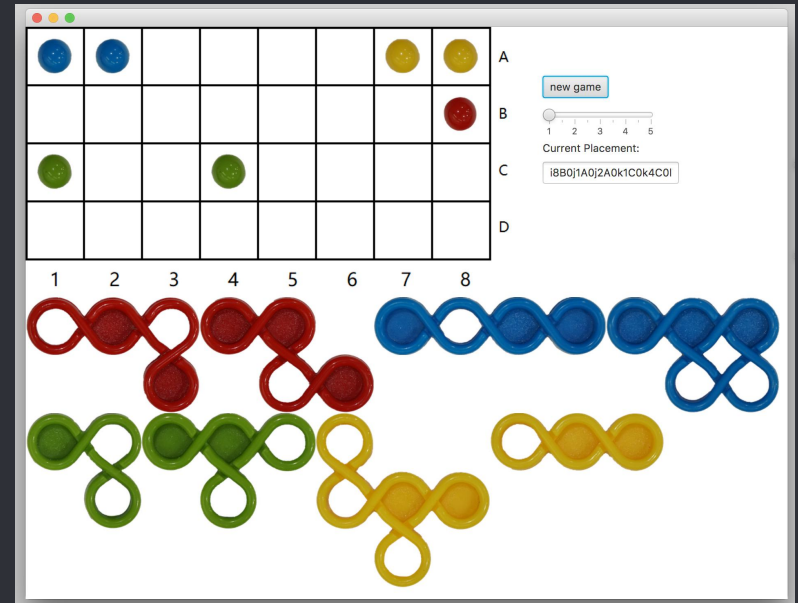 A
new game
B
1 2 3 4 5
Current Placement:
i8B0j1A0j2A0k1C0k4C0l
C
D
1 2 3 4 5 6 7 8